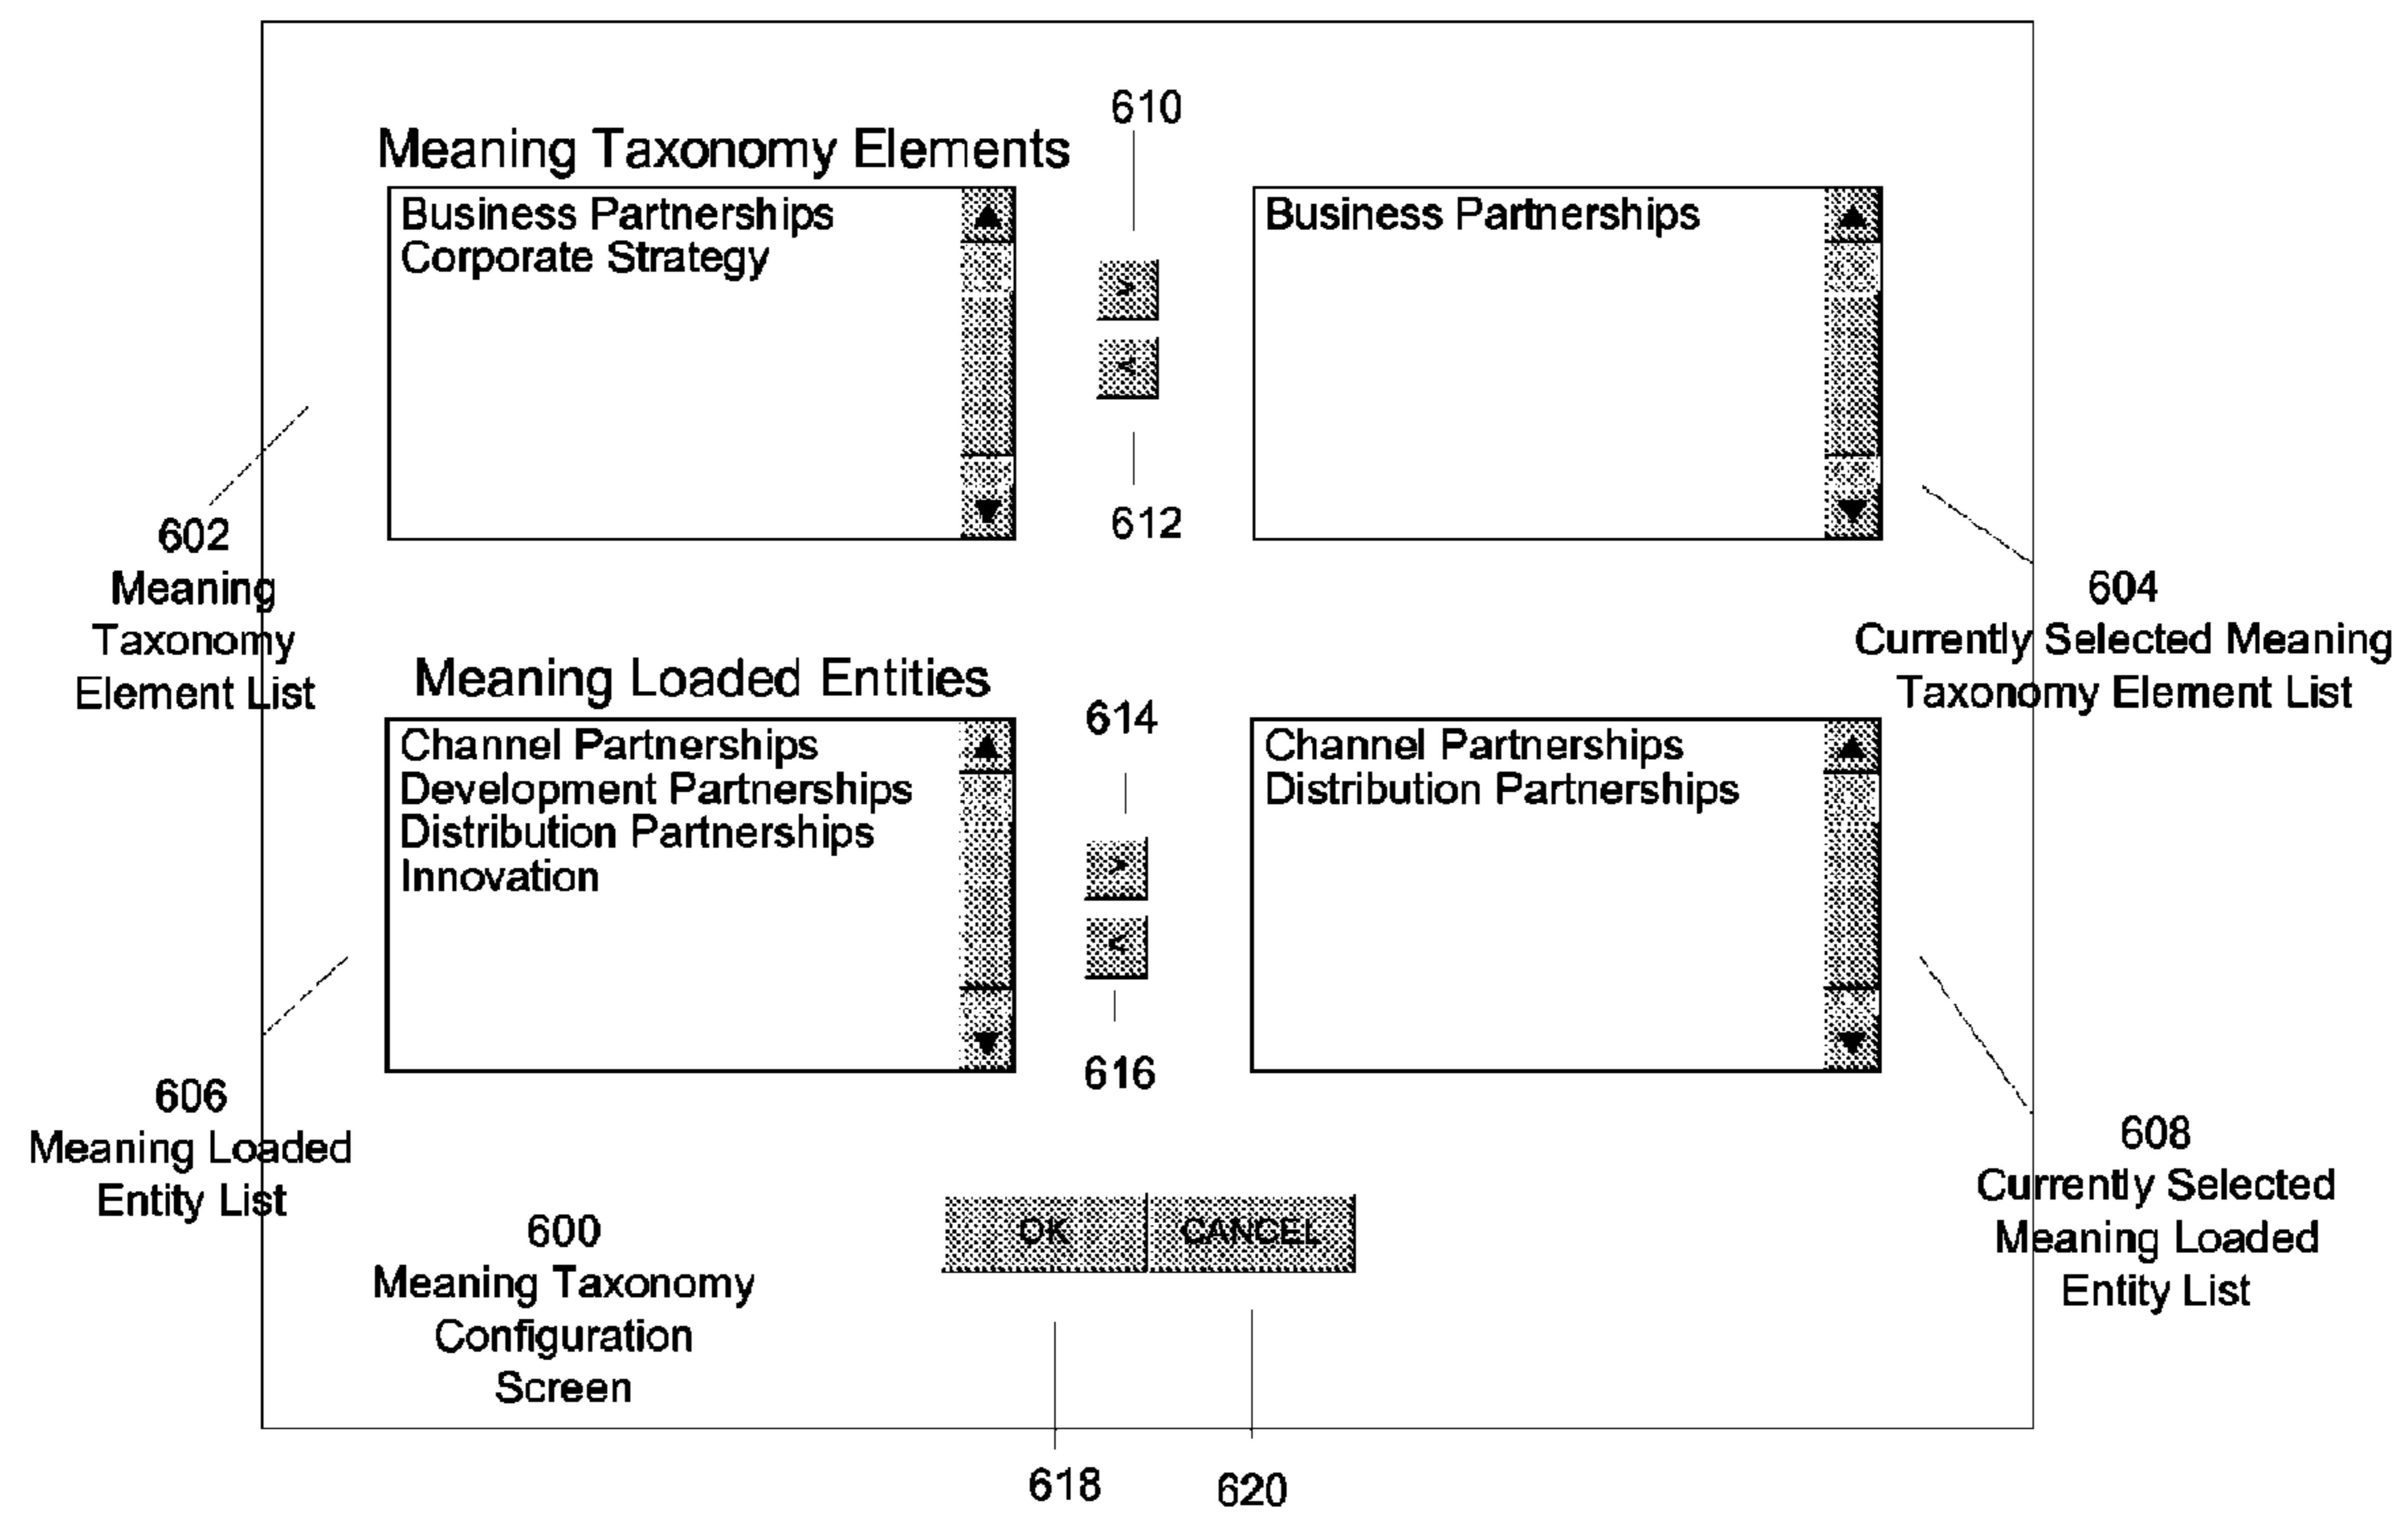 610
Meaning Taxonomy Elements
Business Partnerships
Corporate Strategy
>
<
Business Partnerships
612
602
Meaning
Taxonomy
Element List
604
Currently Selected Meaning
Taxonomy Element List
Meaning Loaded Entities
614
Channel Partnerships
Development Partnerships
Distribution Partnerships
Innovation
>
<
Channel Partnerships
Distribution Partnerships
616
606
Meaning Loaded
Entity List
608
Currently Selected
Meaning Loaded
Entity List
OK
CANCEL
600
Meaning Taxonomy
Configuration
Screen
618
620